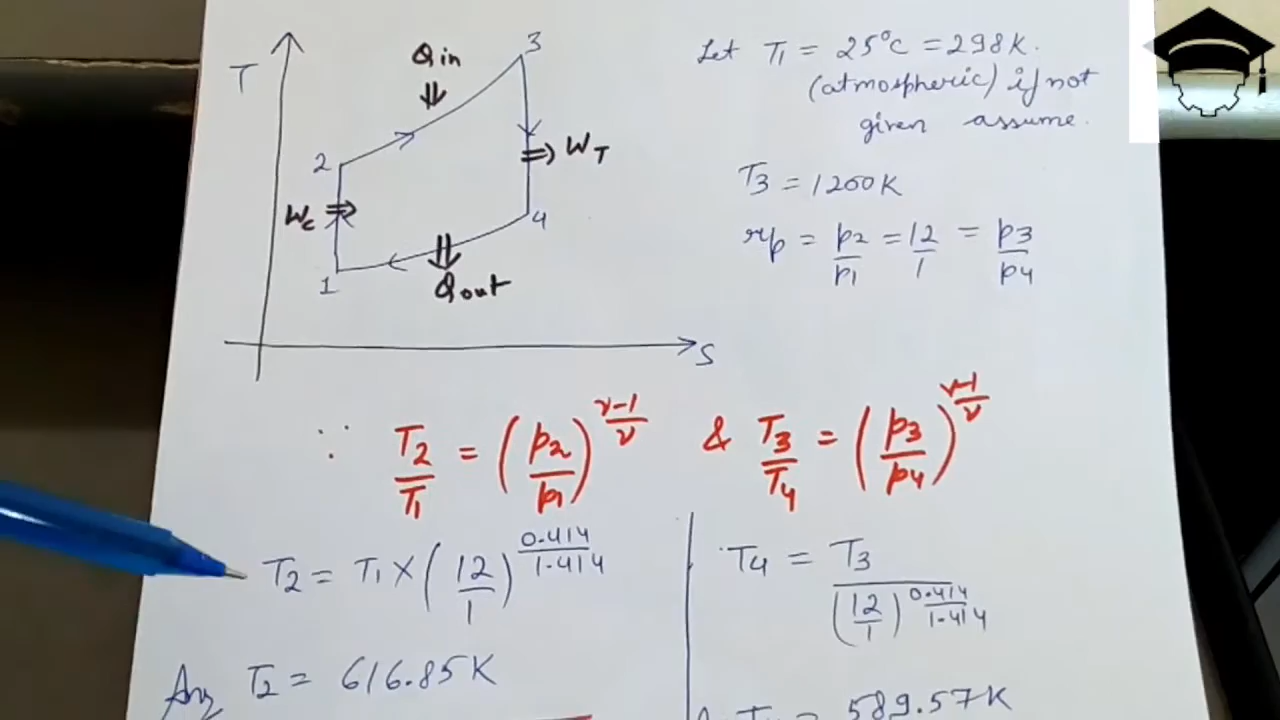 T
Qin
3
2
WT
Wc
4
1
Qout
S
Let T1 = 25°C = 298K.
(atmospheric) if not
given assume.
T3 = 1200K
rp = p2/p1 = 12/1 = p3/p4
∵ T2/T1 = (p2/p1)^(γ-1/γ) & T3/T4 = (p3/p4)^(γ-1/γ)
T2 = T1 × (12/1)^(0.414/1.414)
Ans T2 = 616.85K
T4 = T3/(12/1)^(0.414/1.414)
589.57K